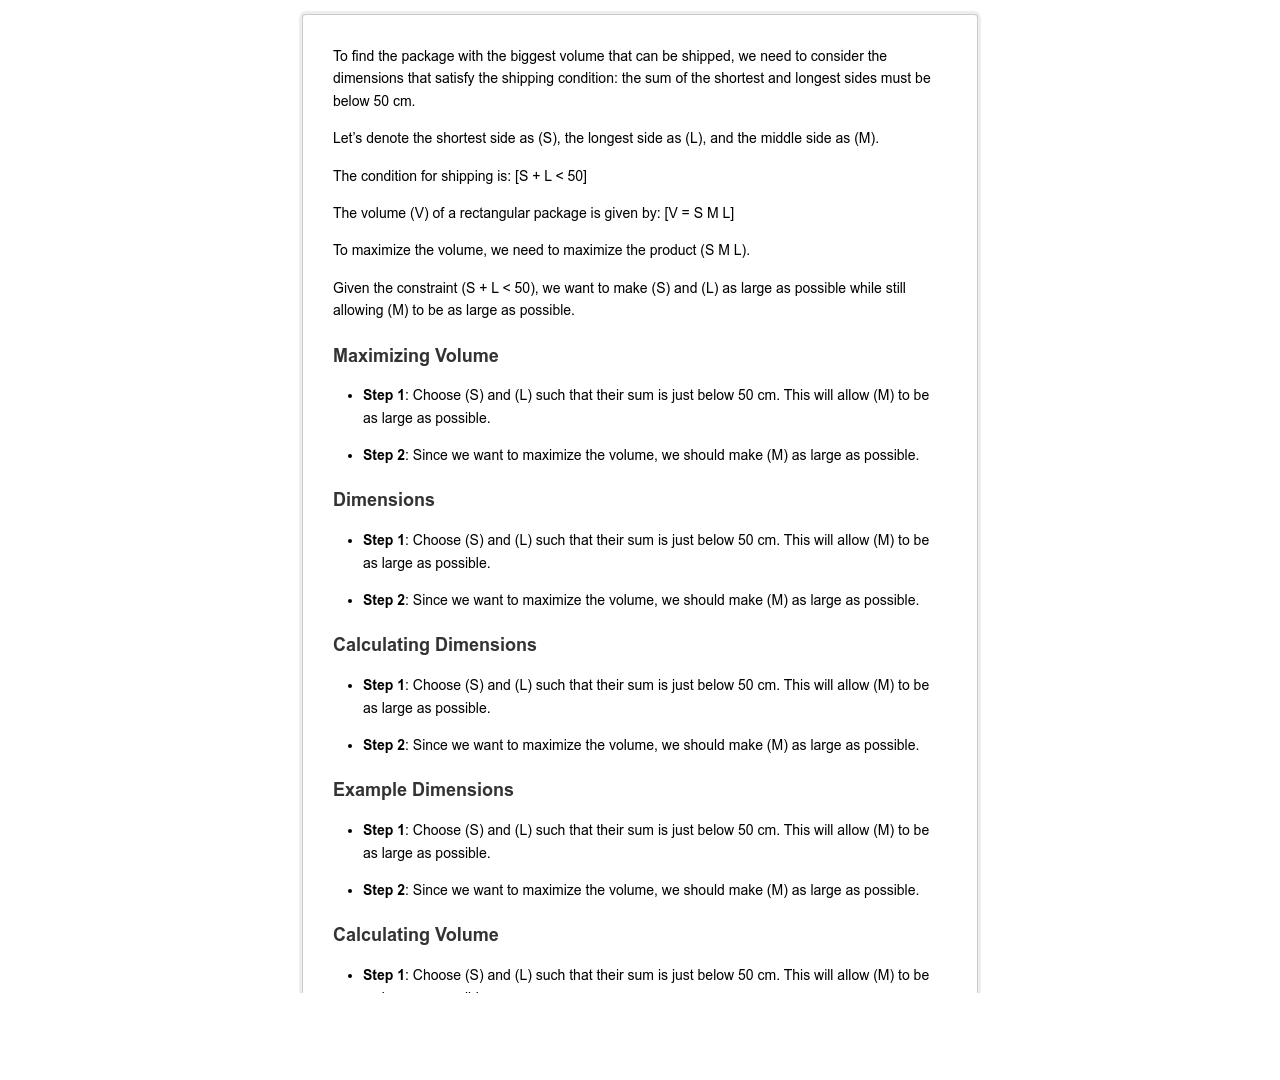 To find the package with the biggest volume that can be shipped, we need to consider the
dimensions that satisfy the shipping condition: the sum of the shortest and longest sides must be
below 50 cm.
Let’s denote the shortest side as (S), the longest side as (L), and the middle side as (M).
The condition for shipping is: [S + L < 50]
The volume (V) of a rectangular package is given by: [V = S M L]
To maximize the volume, we need to maximize the product (S M L).
Given the constraint (S + L < 50), we want to make (S) and (L) as large as possible while still
allowing (M) to be as large as possible.
Maximizing Volume
• Step 1: Choose (S) and (L) such that their sum is just below 50 cm. This will allow (M) to be
as large as possible.
• Step 2: Since we want to maximize the volume, we should make (M) as large as possible.
Dimensions
• Step 1: Choose (S) and (L) such that their sum is just below 50 cm. This will allow (M) to be
as large as possible.
• Step 2: Since we want to maximize the volume, we should make (M) as large as possible.
Calculating Dimensions
• Step 1: Choose (S) and (L) such that their sum is just below 50 cm. This will allow (M) to be
as large as possible.
• Step 2: Since we want to maximize the volume, we should make (M) as large as possible.
Example Dimensions
• Step 1: Choose (S) and (L) such that their sum is just below 50 cm. This will allow (M) to be
as large as possible.
• Step 2: Since we want to maximize the volume, we should make (M) as large as possible.
Calculating Volume
• Step 1: Choose (S) and (L) such that their sum is just below 50 cm. This will allow (M) to be